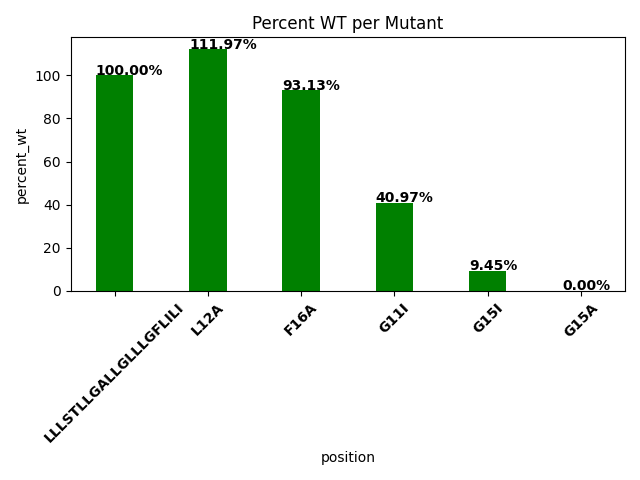 Percent WT per Mutant
percent_wt
100
80
60
40
20
0
100.00%
111.97%
93.13%
40.97%
9.45%
0.00%
LLLSTLLGALLGLLLGFLILI
L12A
F16A
G11I
G15I
G15A
position